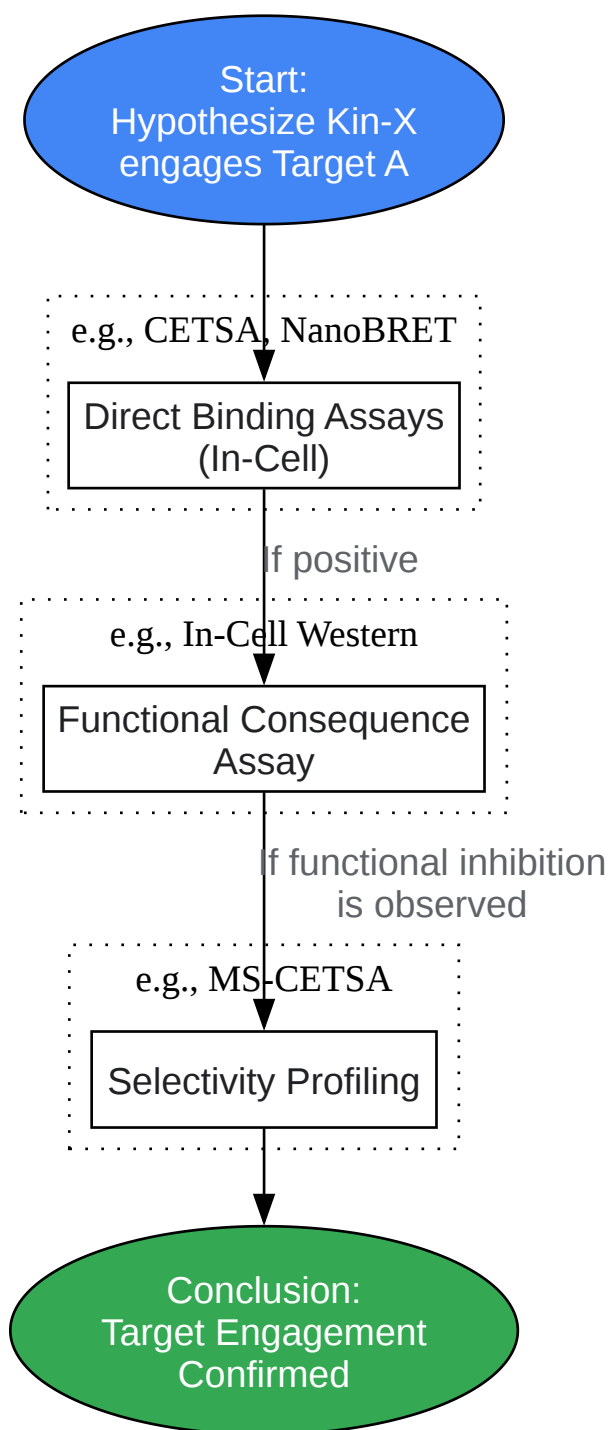 Start:
Hypothesize Kin-X
engages Target A
e.g., CETSA, NanoBRET
Direct Binding Assays
(In-Cell)
If positive
e.g., In-Cell Western
Functional Consequence
Assay
If functional inhibition
is observed
e.g., MS-CETSA
Selectivity Profiling
Conclusion:
Target Engagement
Confirmed